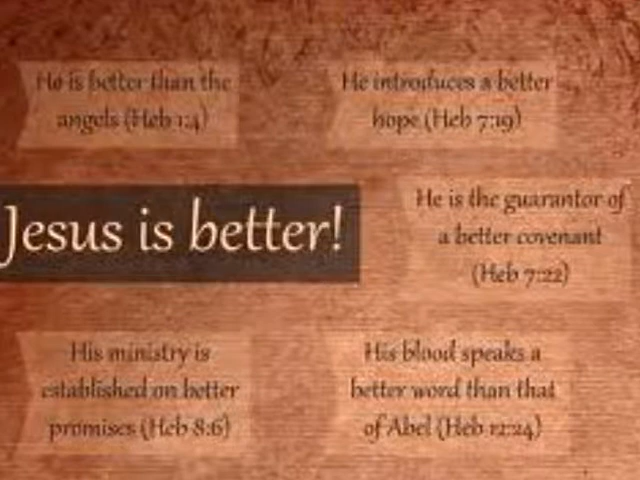 He is better than the
angels (Heb 1:4)
He introduces a better
hope (Heb 7:19)
Jesus is better!
He is the guarantor of
a better covenant
(Heb 7:22)
His ministry is
established on better
promises (Heb 8:6)
His blood speaks a
better word than that
of Abel (Heb 12:24)